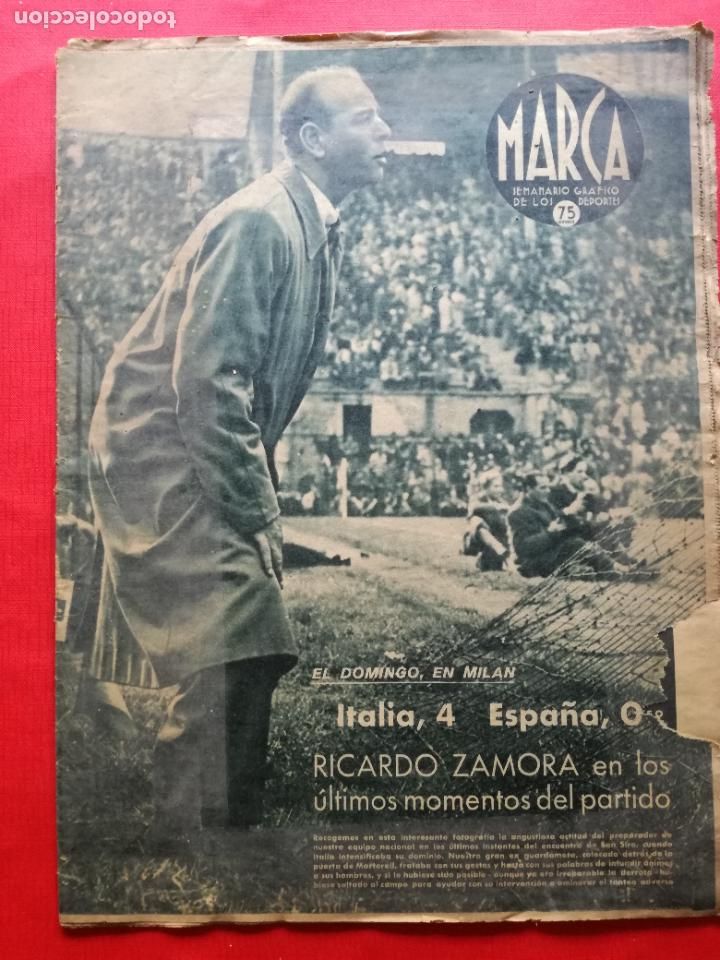 todocoleccion
MARCA
SEMANARIO GRAFICO
DE LOS DEPORTES
75
EL DOMINGO, EN MILAN
Italia, 4 España, 0
RICARDO ZAMORA en los
últimos momentos del partido
Recogemos en esta interesante fotografía la angustiosa actitud del preparador de
nuestro equipo nacional en los últimos instantes del encuentro de San Siro, cuando
Italia intensificaba su dominio. Nuestro gran ex guardameta, colocado detrás de la
puerta de Martorell, trataba con sus gestos y hasta con sus palabras de infundir ánimos
a sus hombres, y si le hubiese sido posible - aunque ya era irreparable la derrota - hu-
biese saltado al campo para ayudar con su intervención a aminorar el tanteo adverso